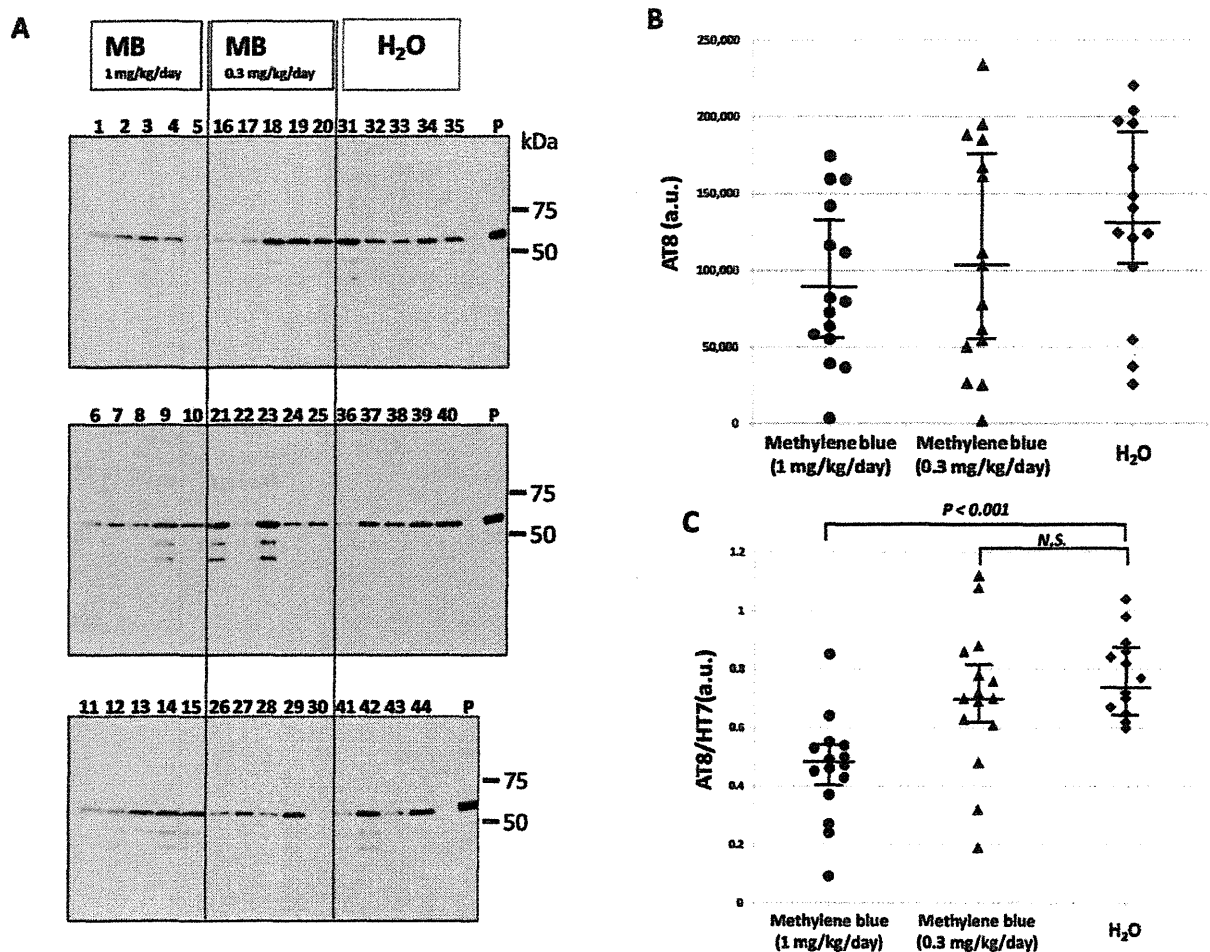 A
MB
1 mg/kg/day
MB
0.3 mg/kg/day
H₂O
1 2 3 4 5 16 17 18 19 20 31 32 33 34 35 P
kDa
75
50
6 7 8 9 10 21 22 23 24 25 36 37 38 39 40 P
75
50
11 12 13 14 15 26 27 28 29 30 41 42 43 44 P
75
50
B
250,000
200,000
150,000
100,000
50,000
0
AT8 (a.u.)
Methylene blue
(1 mg/kg/day)
Methylene blue
(0.3 mg/kg/day)
H₂O
C
P < 0.001
N.S.
1.2
1
0.8
0.6
0.4
0.2
0
AT8/HT7(a.u.)
Methylene blue
(1 mg/kg/day)
Methylene blue
(0.3 mg/kg/day)
H₂O